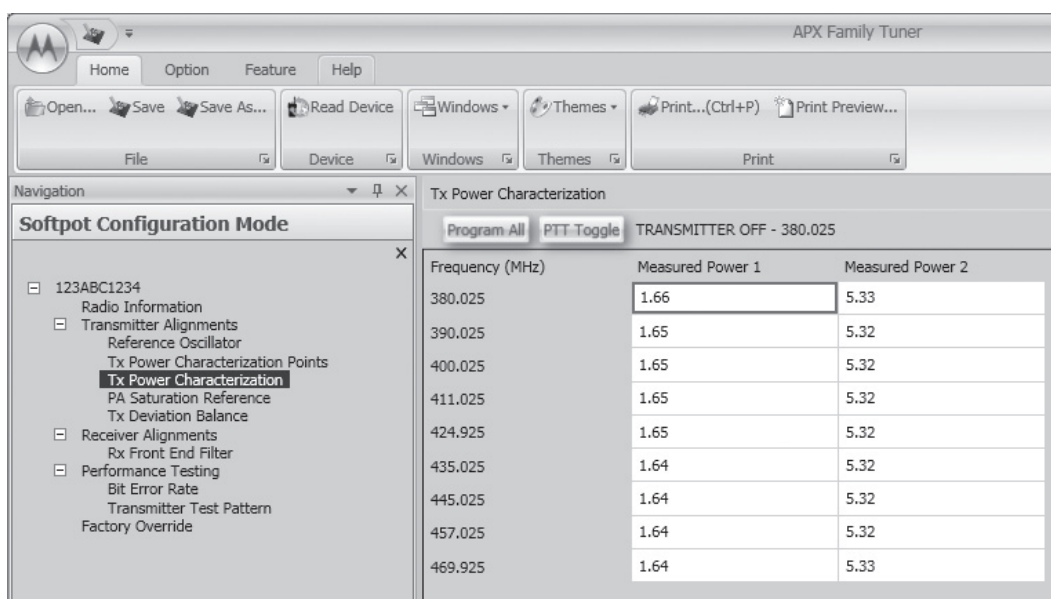 APX Family Tuner
Home Option Feature Help
Open... Save Save As... Read Device Windows Themes Print...(Ctrl+P) Print Preview...
File Device Windows Themes Print
Navigation
Softpot Configuration Mode
123ABC1234
Radio Information
Transmitter Alignments
Reference Oscillator
Tx Power Characterization Points
Tx Power Characterization
PA Saturation Reference
Tx Deviation Balance
Receiver Alignments
Rx Front End Filter
Performance Testing
Bit Error Rate
Transmitter Test Pattern
Factory Override
Tx Power Characterization
Program All PTT Toggle TRANSMITTER OFF - 380.025
Frequency (MHz) Measured Power 1 Measured Power 2
380.025 1.66 5.33
390.025 1.65 5.32
400.025 1.65 5.32
411.025 1.65 5.32
424.925 1.65 5.32
435.025 1.64 5.32
445.025 1.64 5.32
457.025 1.64 5.32
469.925 1.64 5.33